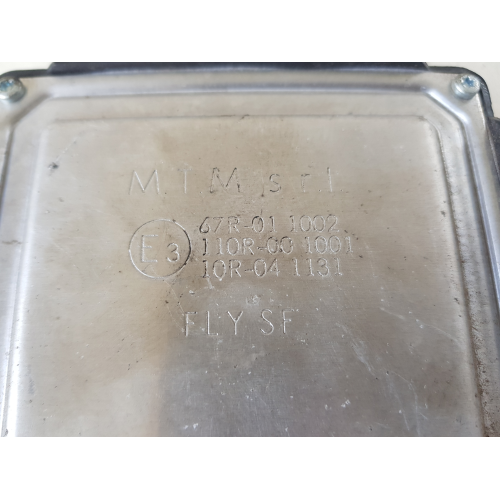 M.T.M. s.r.l.
67R-01 1002
E3 110R-00 1001
10R-04 1131
FLY SF